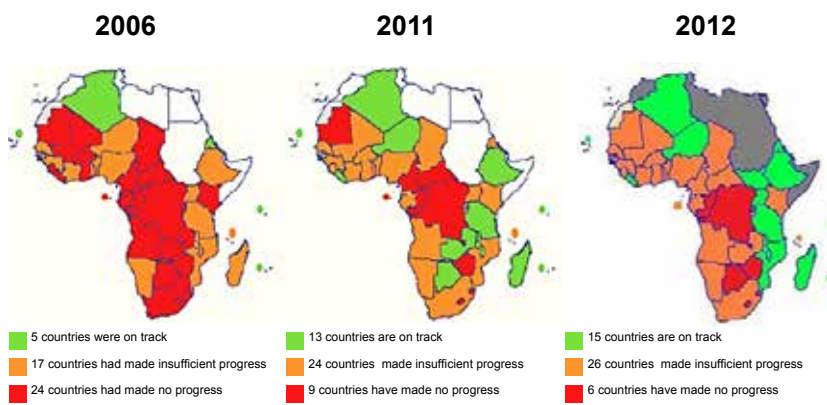 2006
2011
2012
5 countries were on track
17 countries had made insufficient progress
24 countries had made no progress
13 countries are on track
24 countries made insufficient progress
9 countries have made no progress
15 countries are on track
26 countries made insufficient progress
6 countries have made no progress